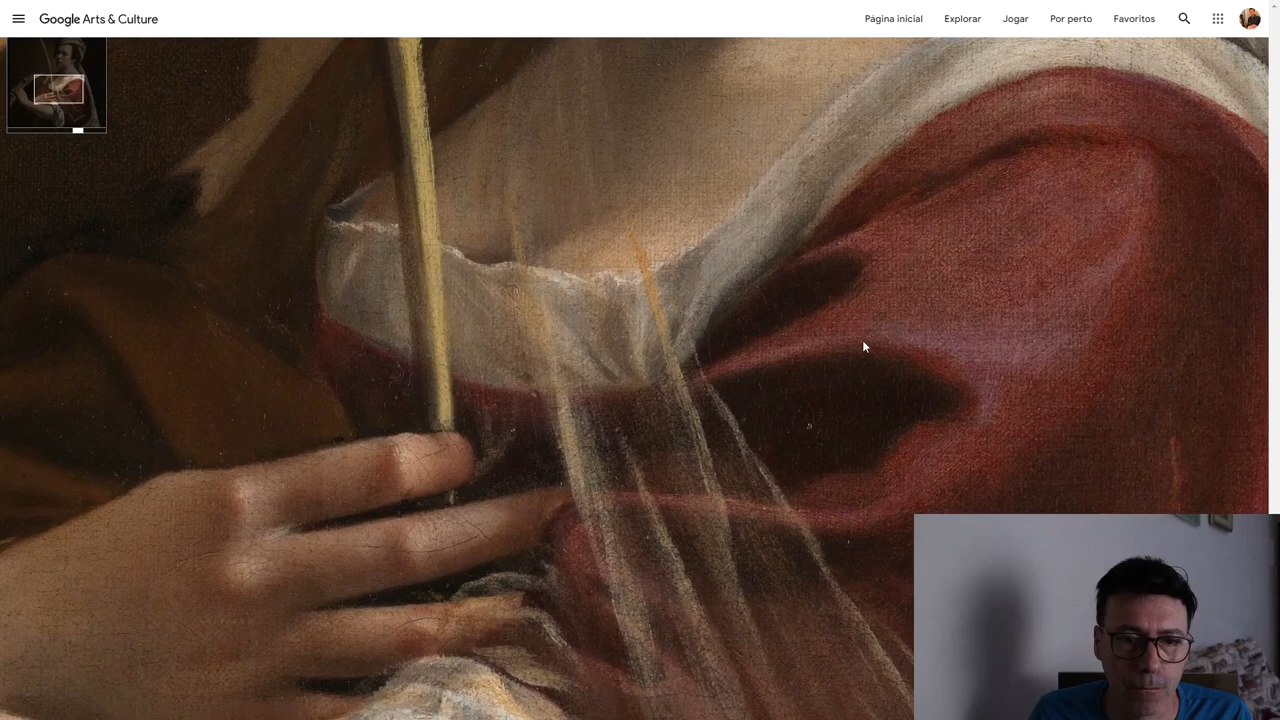 Google Arts & Culture
Página inicial
Explorar
Jogar
Por perto
Favoritos